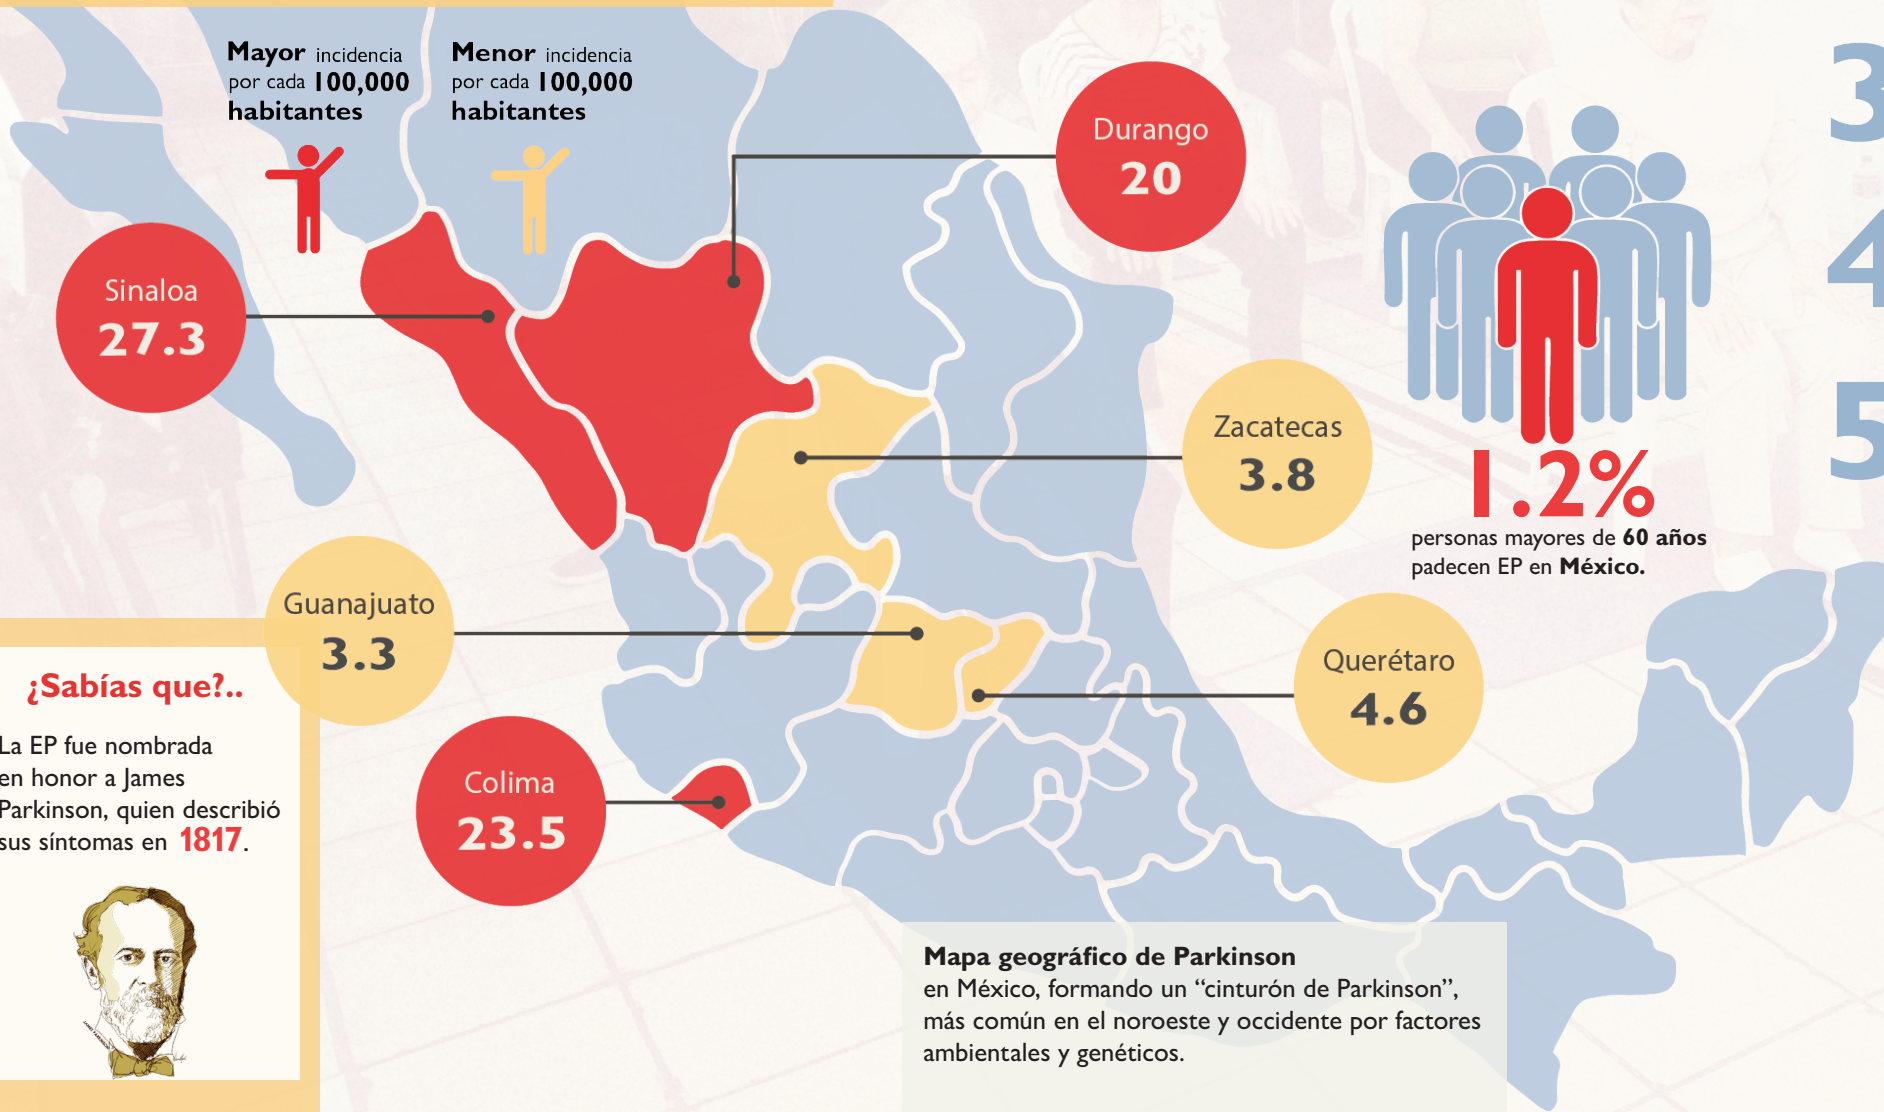 Mayor incidencia
por cada 100,000
habitantes
Menor incidencia
por cada 100,000
habitantes
Durango
20
Sinaloa
27.3
Zacatecas
3.8
Guanajuato
3.3
Querétaro
4.6
Colima
23.5
1.2%
personas mayores de 60 años
padecen EP en México.
3
4
5
¿Sabías que?..
La EP fue nombrada
en honor a James
Parkinson, quien describió
sus síntomas en 1817.
Mapa geográfico de Parkinson
en México, formando un “cinturón de Parkinson”,
más común en el noroeste y occidente por factores
ambientales y genéticos.